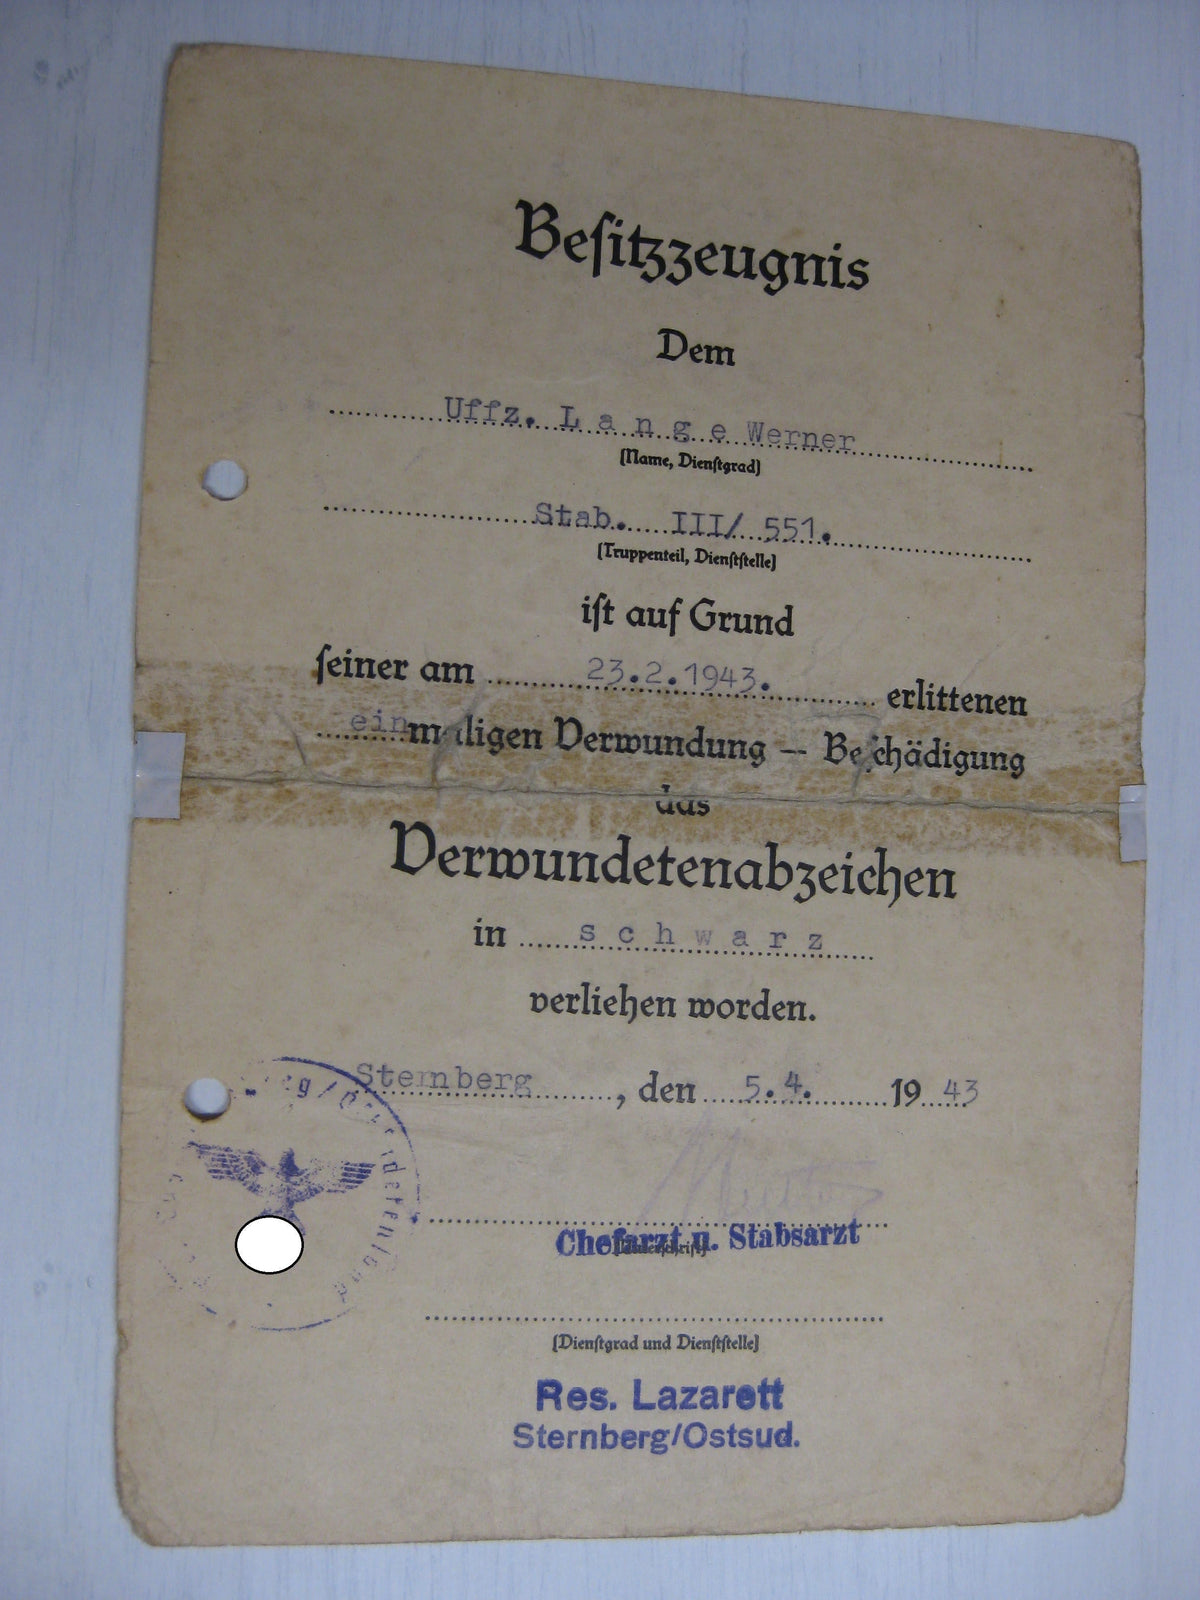 Besitzzeugnis
Dem
Uffz. L a n g e Werner
(Name, Dienstgrad)
Stab. III/ 551.
(Truppenteil, Dienststelle)
ist auf Grund
seiner am 23.2.1943. erlittenen
einmaligen Verwundung – Beschädigung
das
Verwundetenabzeichen
in s c h w a r z
verliehen worden.
Sternberg, den 5.4. 1943
Chefarzt u. Stabsarzt
(Dienstgrad und Dienststelle)
Res. Lazarett
Sternberg/Ostsud.